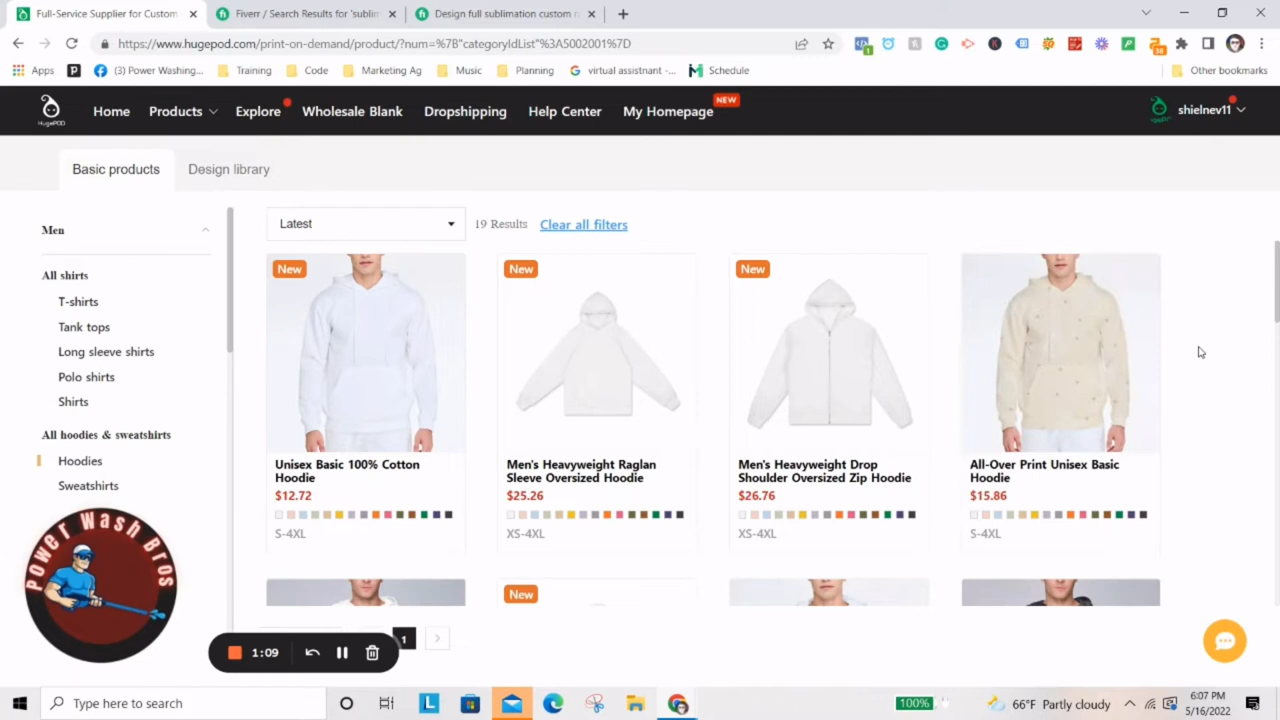 Full-Service Supplier for Custom
Fiverr / Search Results for 'sublim
Design full sublimation custom r
https://www.hugepod.com/print-on-demand/product/?num=%7B"categoryIdList"%3A5002001%7D
Apps
(3) Power Washing...
Training
Code
Marketing Ag
Music
Planning
virtual assistnant -...
Schedule
Other bookmarks
HugePOD
Home
Products
Explore
Wholesale Blank
Dropshipping
Help Center
My Homepage
NEW
shielnev11
Basic products
Design library
Men
Latest
19 Results
Clear all filters
All shirts
T-shirts
Tank tops
Long sleeve shirts
Polo shirts
Shirts
All hoodies & sweatshirts
Hoodies
Sweatshirts
New
Unisex Basic 100% Cotton
Hoodie
$12.72
S-4XL
New
Men's Heavyweight Raglan
Sleeve Oversized Hoodie
$25.26
XS-4XL
New
Men's Heavyweight Drop
Shoulder Oversized Zip Hoodie
$26.76
XS-4XL
All-Over Print Unisex Basic
Hoodie
$15.86
S-4XL
New
Power Wash Bros
1:09
1
Type here to search
100%
66°F Partly cloudy
6:07 PM
5/16/2022